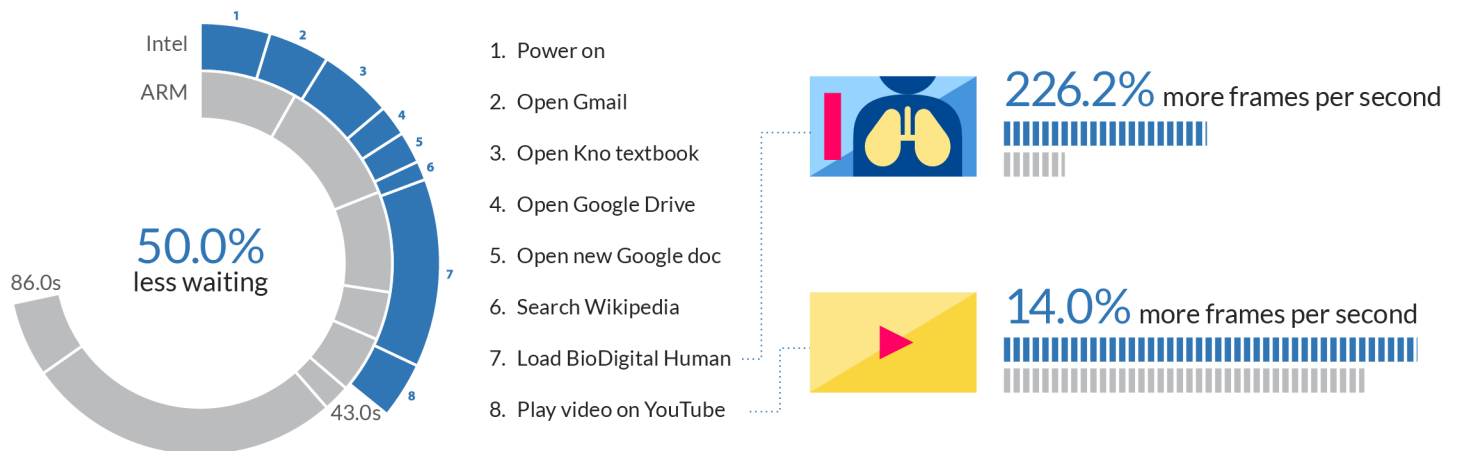 Intel
ARM
1
2
3
4
5
6
7
8
50.0%
less waiting
86.0s
43.0s
1. Power on
2. Open Gmail
3. Open Kno textbook
4. Open Google Drive
5. Open new Google doc
6. Search Wikipedia
7. Load BioDigital Human
8. Play video on YouTube
226.2% more frames per second
14.0% more frames per second